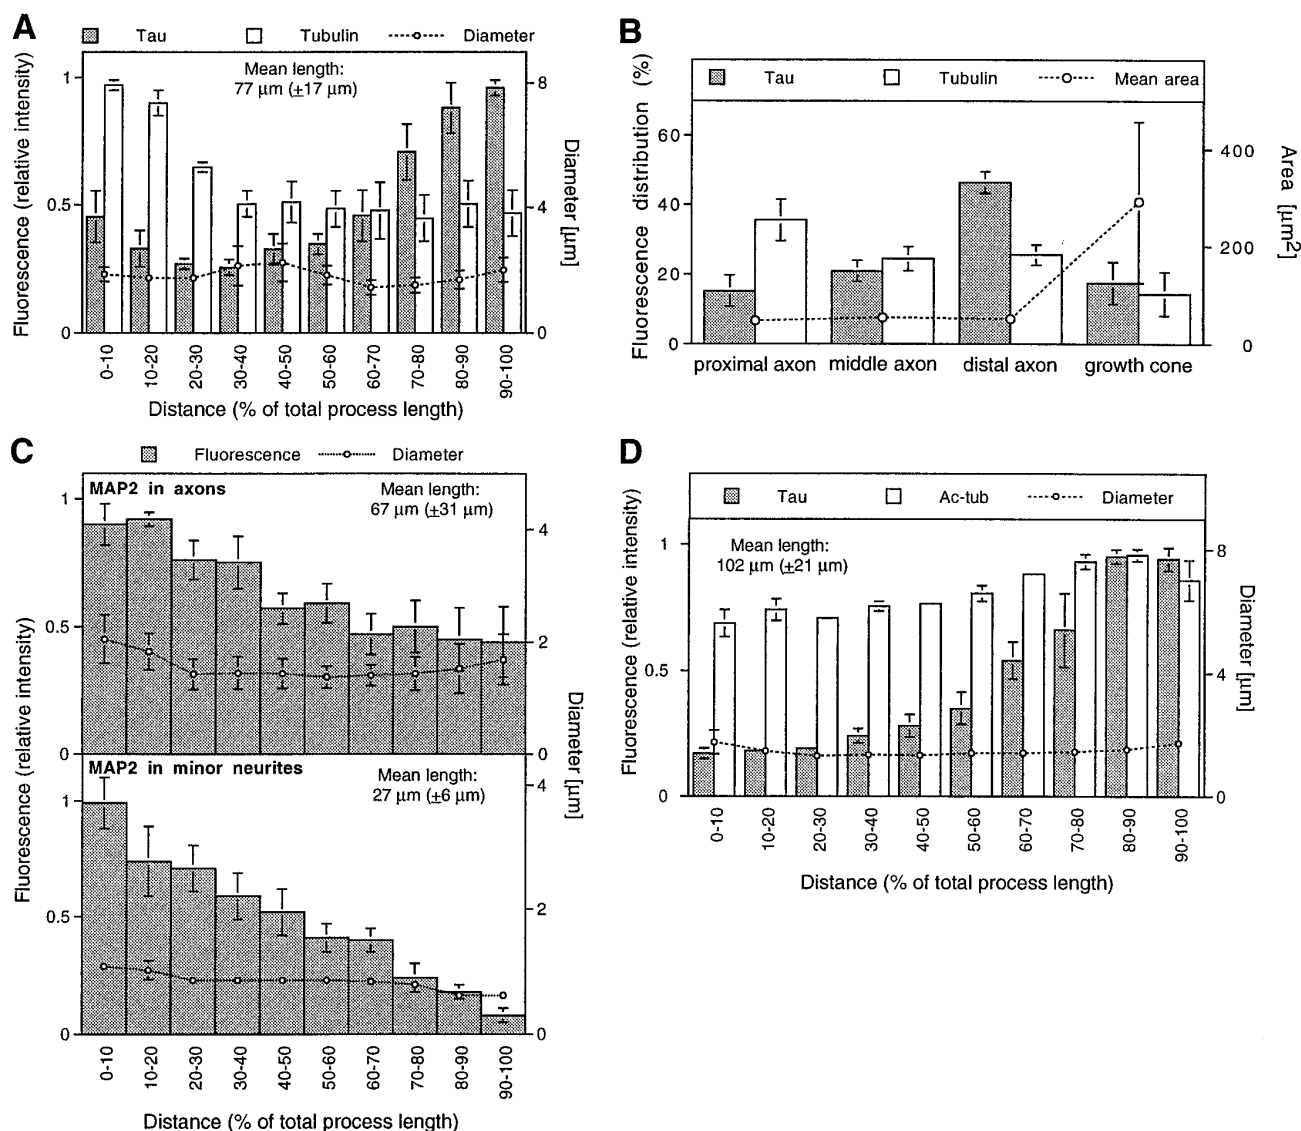 A
Tau Tubulin Diameter
Mean length:
77 µm (±17 µm)
Fluorescence (relative intensity)
1
0.5
0
8
4
0
Diameter [µm]
0-10 10-20 20-30 30-40 40-50 50-60 60-70 70-80 80-90 90-100
Distance (% of total process length)
B
Tau Tubulin Mean area
Fluorescence distribution (%)
60
40
20
0
400
200
0
Area [µm²]
proximal axon middle axon distal axon growth cone
C
Fluorescence Diameter
MAP2 in axons
Mean length:
67 µm (±31 µm)
1
0.5
0
4
2
0
Fluorescence (relative intensity)
Diameter [µm]
MAP2 in minor neurites
Mean length:
27 µm (±6 µm)
1
0.5
0
4
2
0
0-10 10-20 20-30 30-40 40-50 50-60 60-70 70-80 80-90 90-100
Distance (% of total process length)
D
Tau Ac-tub Diameter
Mean length:
102 µm (±21 µm)
Fluorescence (relative intensity)
1
0.5
0
8
4
0
Diameter [µm]
0-10 10-20 20-30 30-40 40-50 50-60 60-70 70-80 80-90 90-100
Distance (% of total process length)